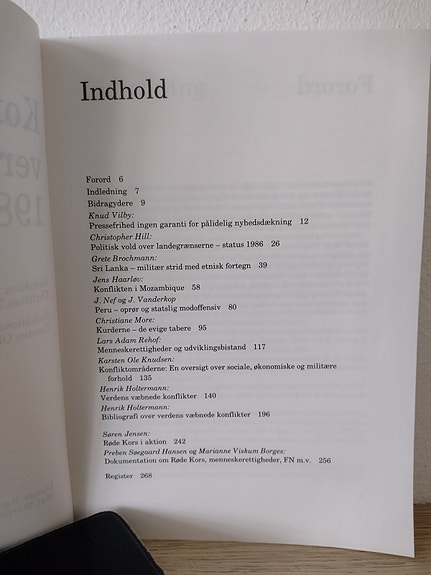 Indhold
Forord 6
Indledning 7
Bidragydere 9
Knud Vilby:
Pressefrihed ingen garanti for pålidelig nyhedsdækning 12
Christopher Hill:
Politisk vold over landegrænserne – status 1986 26
Grete Brochmann:
Sri Lanka – militær strid med etnisk fortegn 39
Jens Haarløv:
Konflikten i Mozambique 58
J. Nef og J. Vanderkop
Peru – oprør og statslig modoffensiv 80
Christiane More:
Kurderne – de evige tabere 95
Lars Adam Rehof:
Menneskerettigheder og udviklingsbistand 117
Karsten Ole Knudsen:
Konfliktområderne: En oversigt over sociale, økonomiske og militære
forhold 135
Henrik Holtermann:
Verdens væbnede konflikter 140
Henrik Holtermann:
Bibliografi over verdens væbnede konflikter 196
Søren Jensen:
Røde Kors i aktion 242
Preben Søegaard Hansen og Marianne Viskum Borges:
Dokumentation om Røde Kors, menneskerettigheder, FN m.v. 256
Register 268